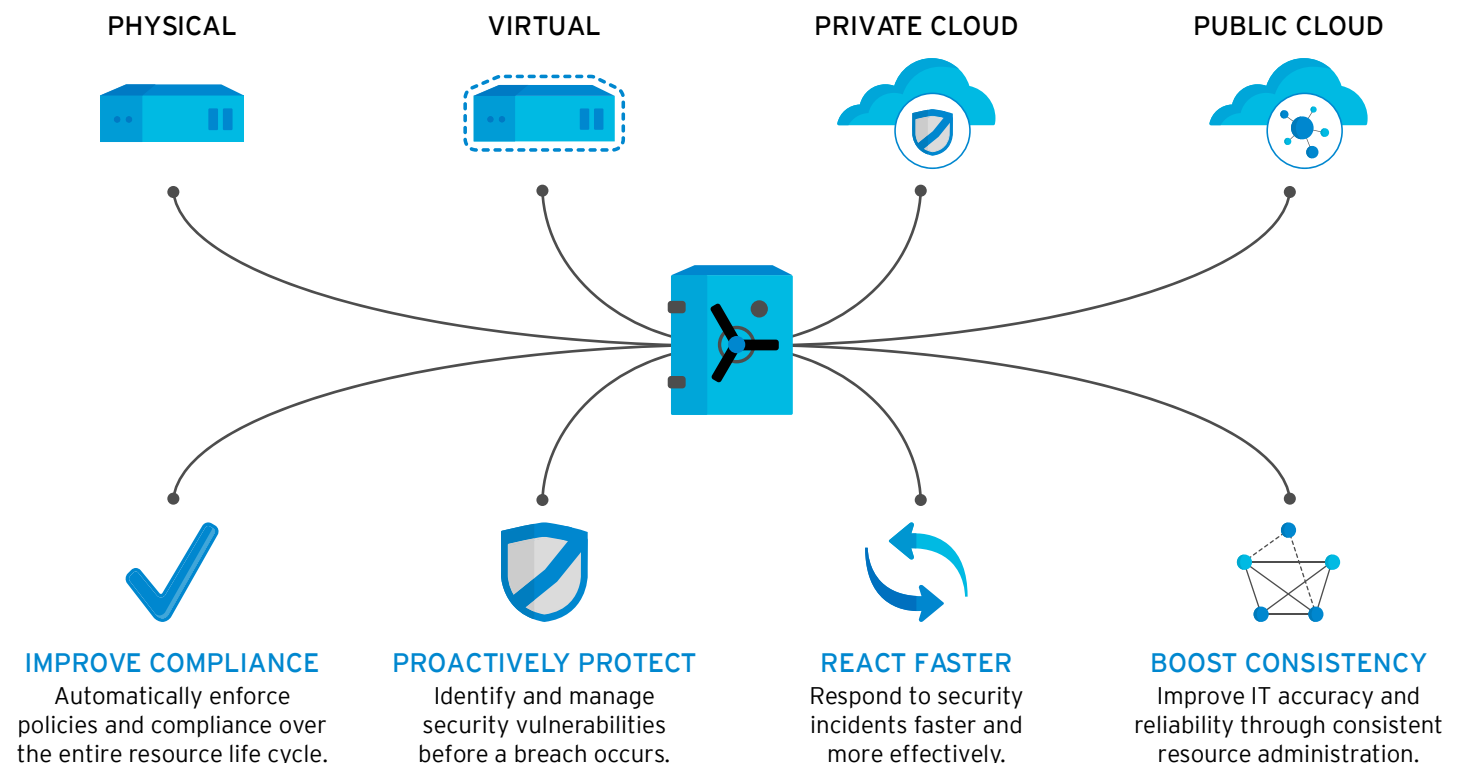 PHYSICAL
VIRTUAL
PRIVATE CLOUD
PUBLIC CLOUD
IMPROVE COMPLIANCE
Automatically enforce
policies and compliance over
the entire resource life cycle.
PROACTIVELY PROTECT
Identify and manage
security vulnerabilities
before a breach occurs.
REACT FASTER
Respond to security
incidents faster and
more effectively.
BOOST CONSISTENCY
Improve IT accuracy and
reliability through consistent
resource administration.